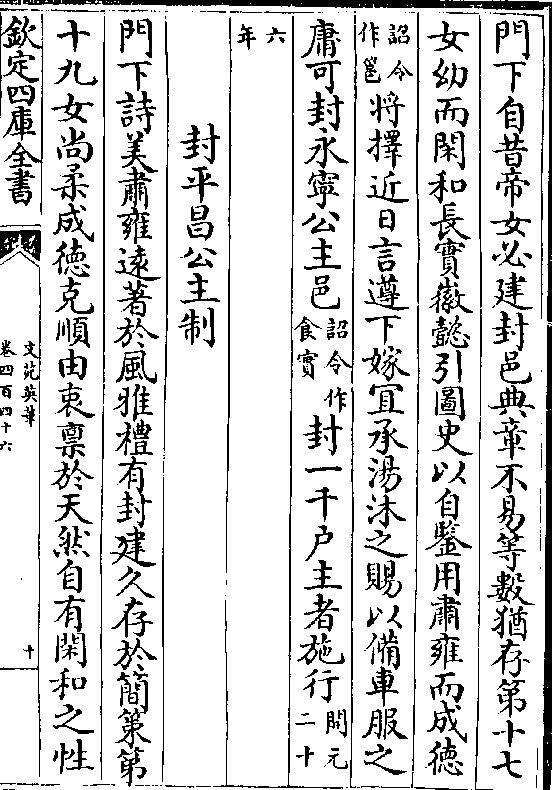 門下自昔帝女必建封邑典章不易等數猶存第十七
女幼而閑和長實徽懿引圖史以自鑒用肅雍而成德
詔令作邕將擇近日言遵下嫁宜承湯沐之賜以備車服之
庸可封永寧公主邑詔令作食實封一千户主者施行開元二十
六年
封平昌公主制
門下詩美肅雍逺著於風雅禮有封建久存於簡策第
十九女尚柔成徳克順由衷禀於天然自有閑和之性
欽定四庫全書
文苑英華
卷四百四十六
十